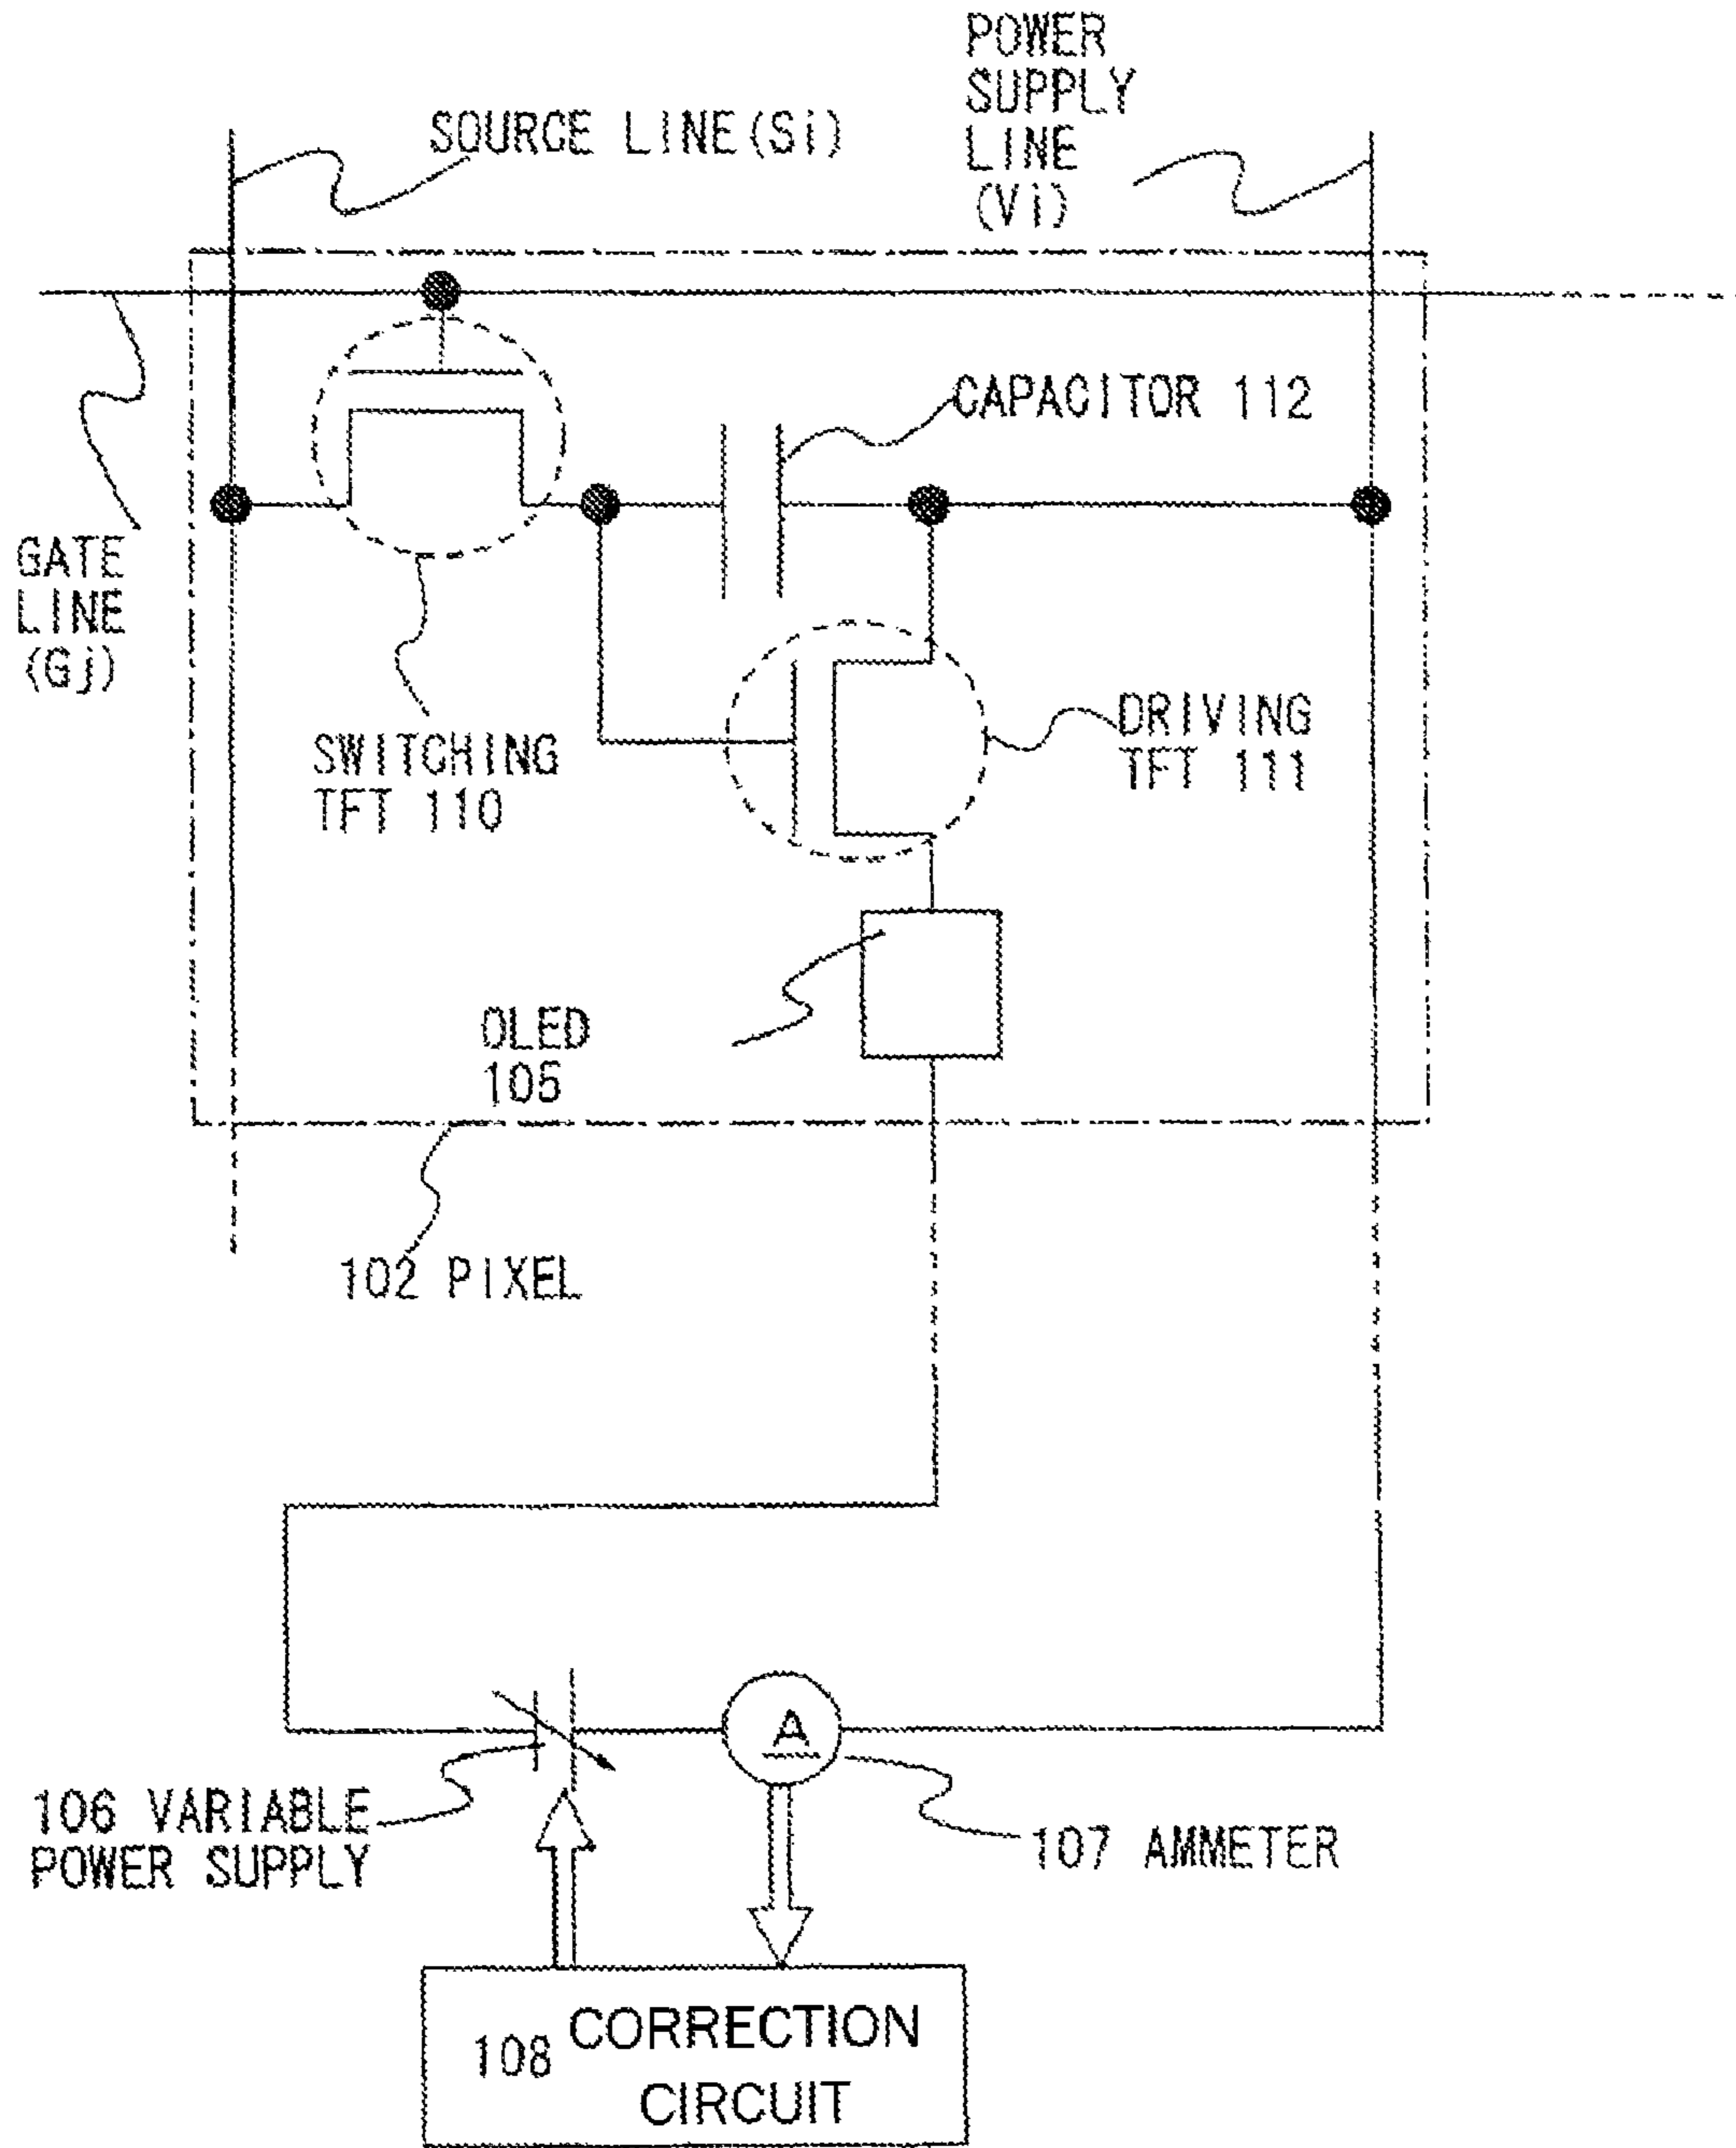 POWER
SUPPLY
LINE
(Vi)
SOURCE LINE(Si)
CAPACITOR 112
GATE
LINE
(Gj)
SWITCHING
TFT 110
DRIVING
TFT 111
OLED
105
102 PIXEL
A
106 VARIABLE
POWER SUPPLY
107 AMMETER
108 CORRECTION
CIRCUIT